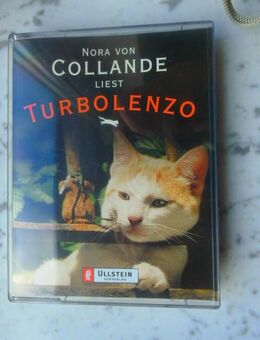 NORA VON
COLLANDE
LIEST
TURBOLENZO
ULLSTEIN
HÖRVERLAG